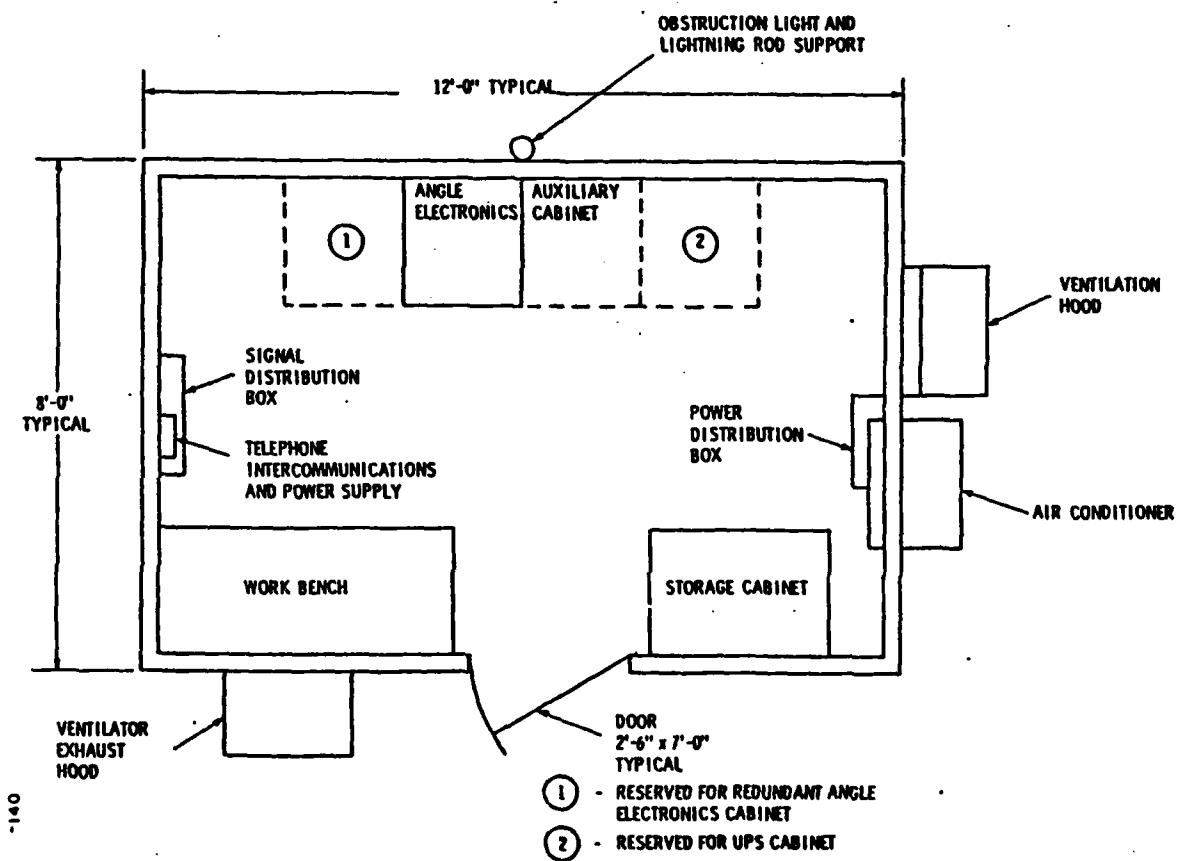 OBSTRUCTION LIGHT AND
LIGHTNING ROD SUPPORT
12'-0" TYPICAL
ANGLE
ELECTRONICS
AUXILIARY
CABINET
1
2
VENTILATION
HOOD
SIGNAL
DISTRIBUTION
BOX
8'-0"
TYPICAL
POWER
DISTRIBUTION
BOX
TELEPHONE
INTERCOMMUNICATIONS
AND POWER SUPPLY
AIR CONDITIONER
WORK BENCH
STORAGE CABINET
VENTILATOR
EXHAUST
HOOD
DOOR
2'-6" x 7'-0"
TYPICAL
1 - RESERVED FOR REDUNDANT ANGLE
ELECTRONICS CABINET
2 - RESERVED FOR UPS CABINET
-140